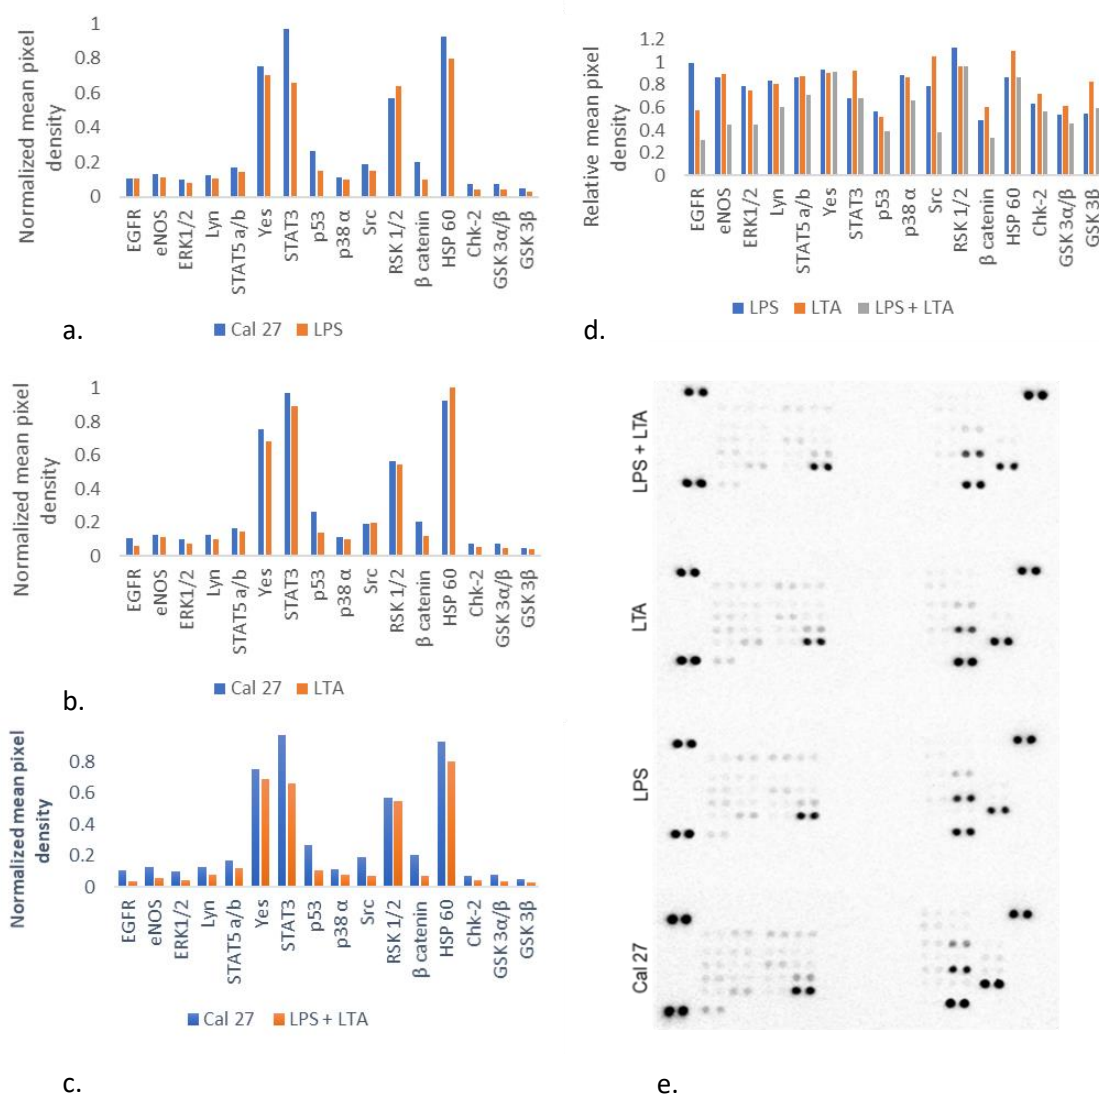 Normalized mean pixel
density
1
0.8
0.6
0.4
0.2
0
EGFR
eNOS
ERK1/2
Lyn
STAT5 a/b
Yes
STAT3
p53
p38 α
Src
RSK 1/2
β catenin
HSP 60
Chk-2
GSK 3α/β
GSK 3β
Cal 27 LPS
a.
Relative mean pixel
density
1.2
1
0.8
0.6
0.4
0.2
0
EGFR
eNOS
ERK1/2
Lyn
STAT5 a/b
Yes
STAT3
p53
p38 α
Src
RSK 1/2
β catenin
HSP 60
Chk-2
GSK 3α/β
GSK 3β
LPS LTA LPS + LTA
d.
Normalized mean pixel
density
1
0.8
0.6
0.4
0.2
0
EGFR
eNOS
ERK1/2
Lyn
STAT5 a/b
Yes
STAT3
p53
p38 α
Src
RSK 1/2
β catenin
HSP 60
Chk-2
GSK 3α/β
GSK 3β
Cal 27 LTA
b.
Normalized mean pixel
density
0.8
0.6
0.4
0.2
0
EGFR
eNOS
ERK1/2
Lyn
STAT5 a/b
Yes
STAT3
p53
p38 α
Src
RSK 1/2
β catenin
HSP 60
Chk-2
GSK 3α/β
GSK 3β
Cal 27 LPS + LTA
c.
LPS + LTA
LTA
LPS
Cal 27
e.